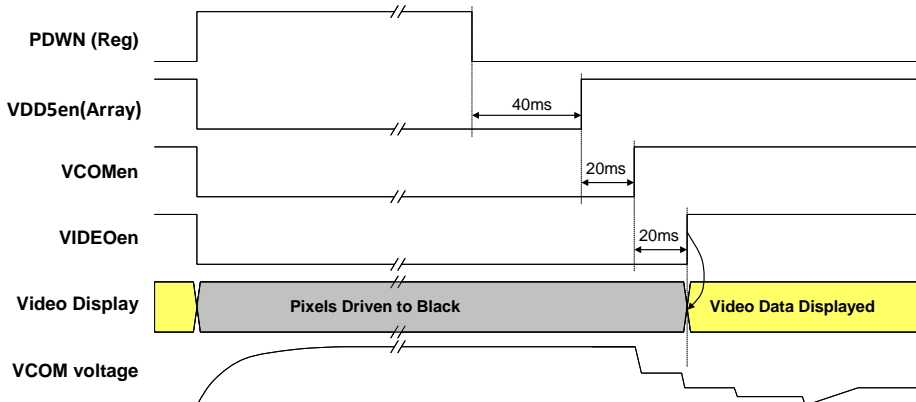 PDWN (Reg)
VDD5en(Array)
40ms
VCOMen
20ms
VIDEOen
20ms
Video Display
Pixels Driven to Black
Video Data Displayed
VCOM voltage